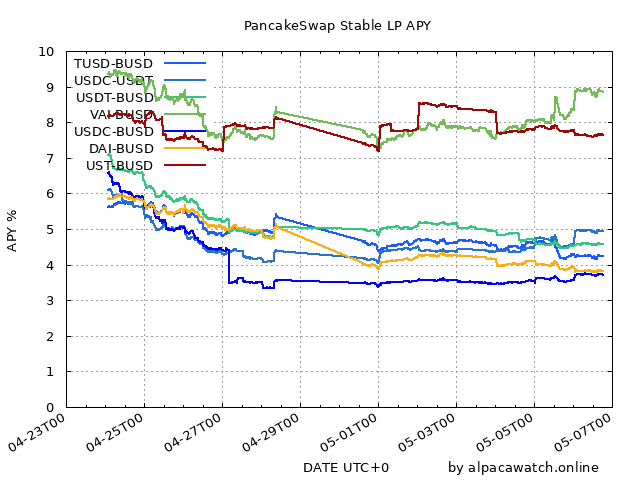 PancakeSwap Stable LP APY
APY %
10
9
8
7
6
5
4
3
2
1
0
TUSD-BUSD
USDC-USDT
USDT-BUSD
VAI-BUSD
USDC-BUSD
DAI-BUSD
UST-BUSD
04-23T00
04-25T00
04-27T00
04-29T00
05-01T00
05-03T00
05-05T00
05-07T00
DATE UTC+0
by alpacawatch.online